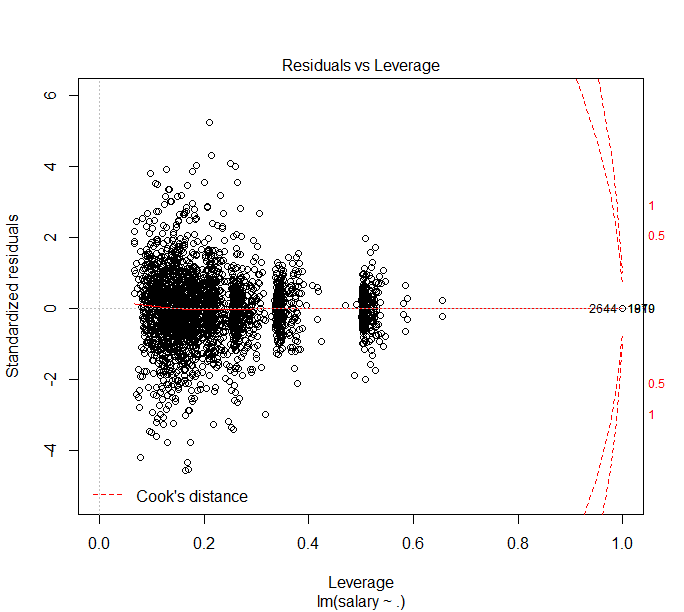 Residuals vs Leverage
6
4
2
0
-2
-4
Standardized residuals
1
0.5
2644
0.5
1
Cook's distance
0.0 0.2 0.4 0.6 0.8 1.0
Leverage
lm(salary ~ .)